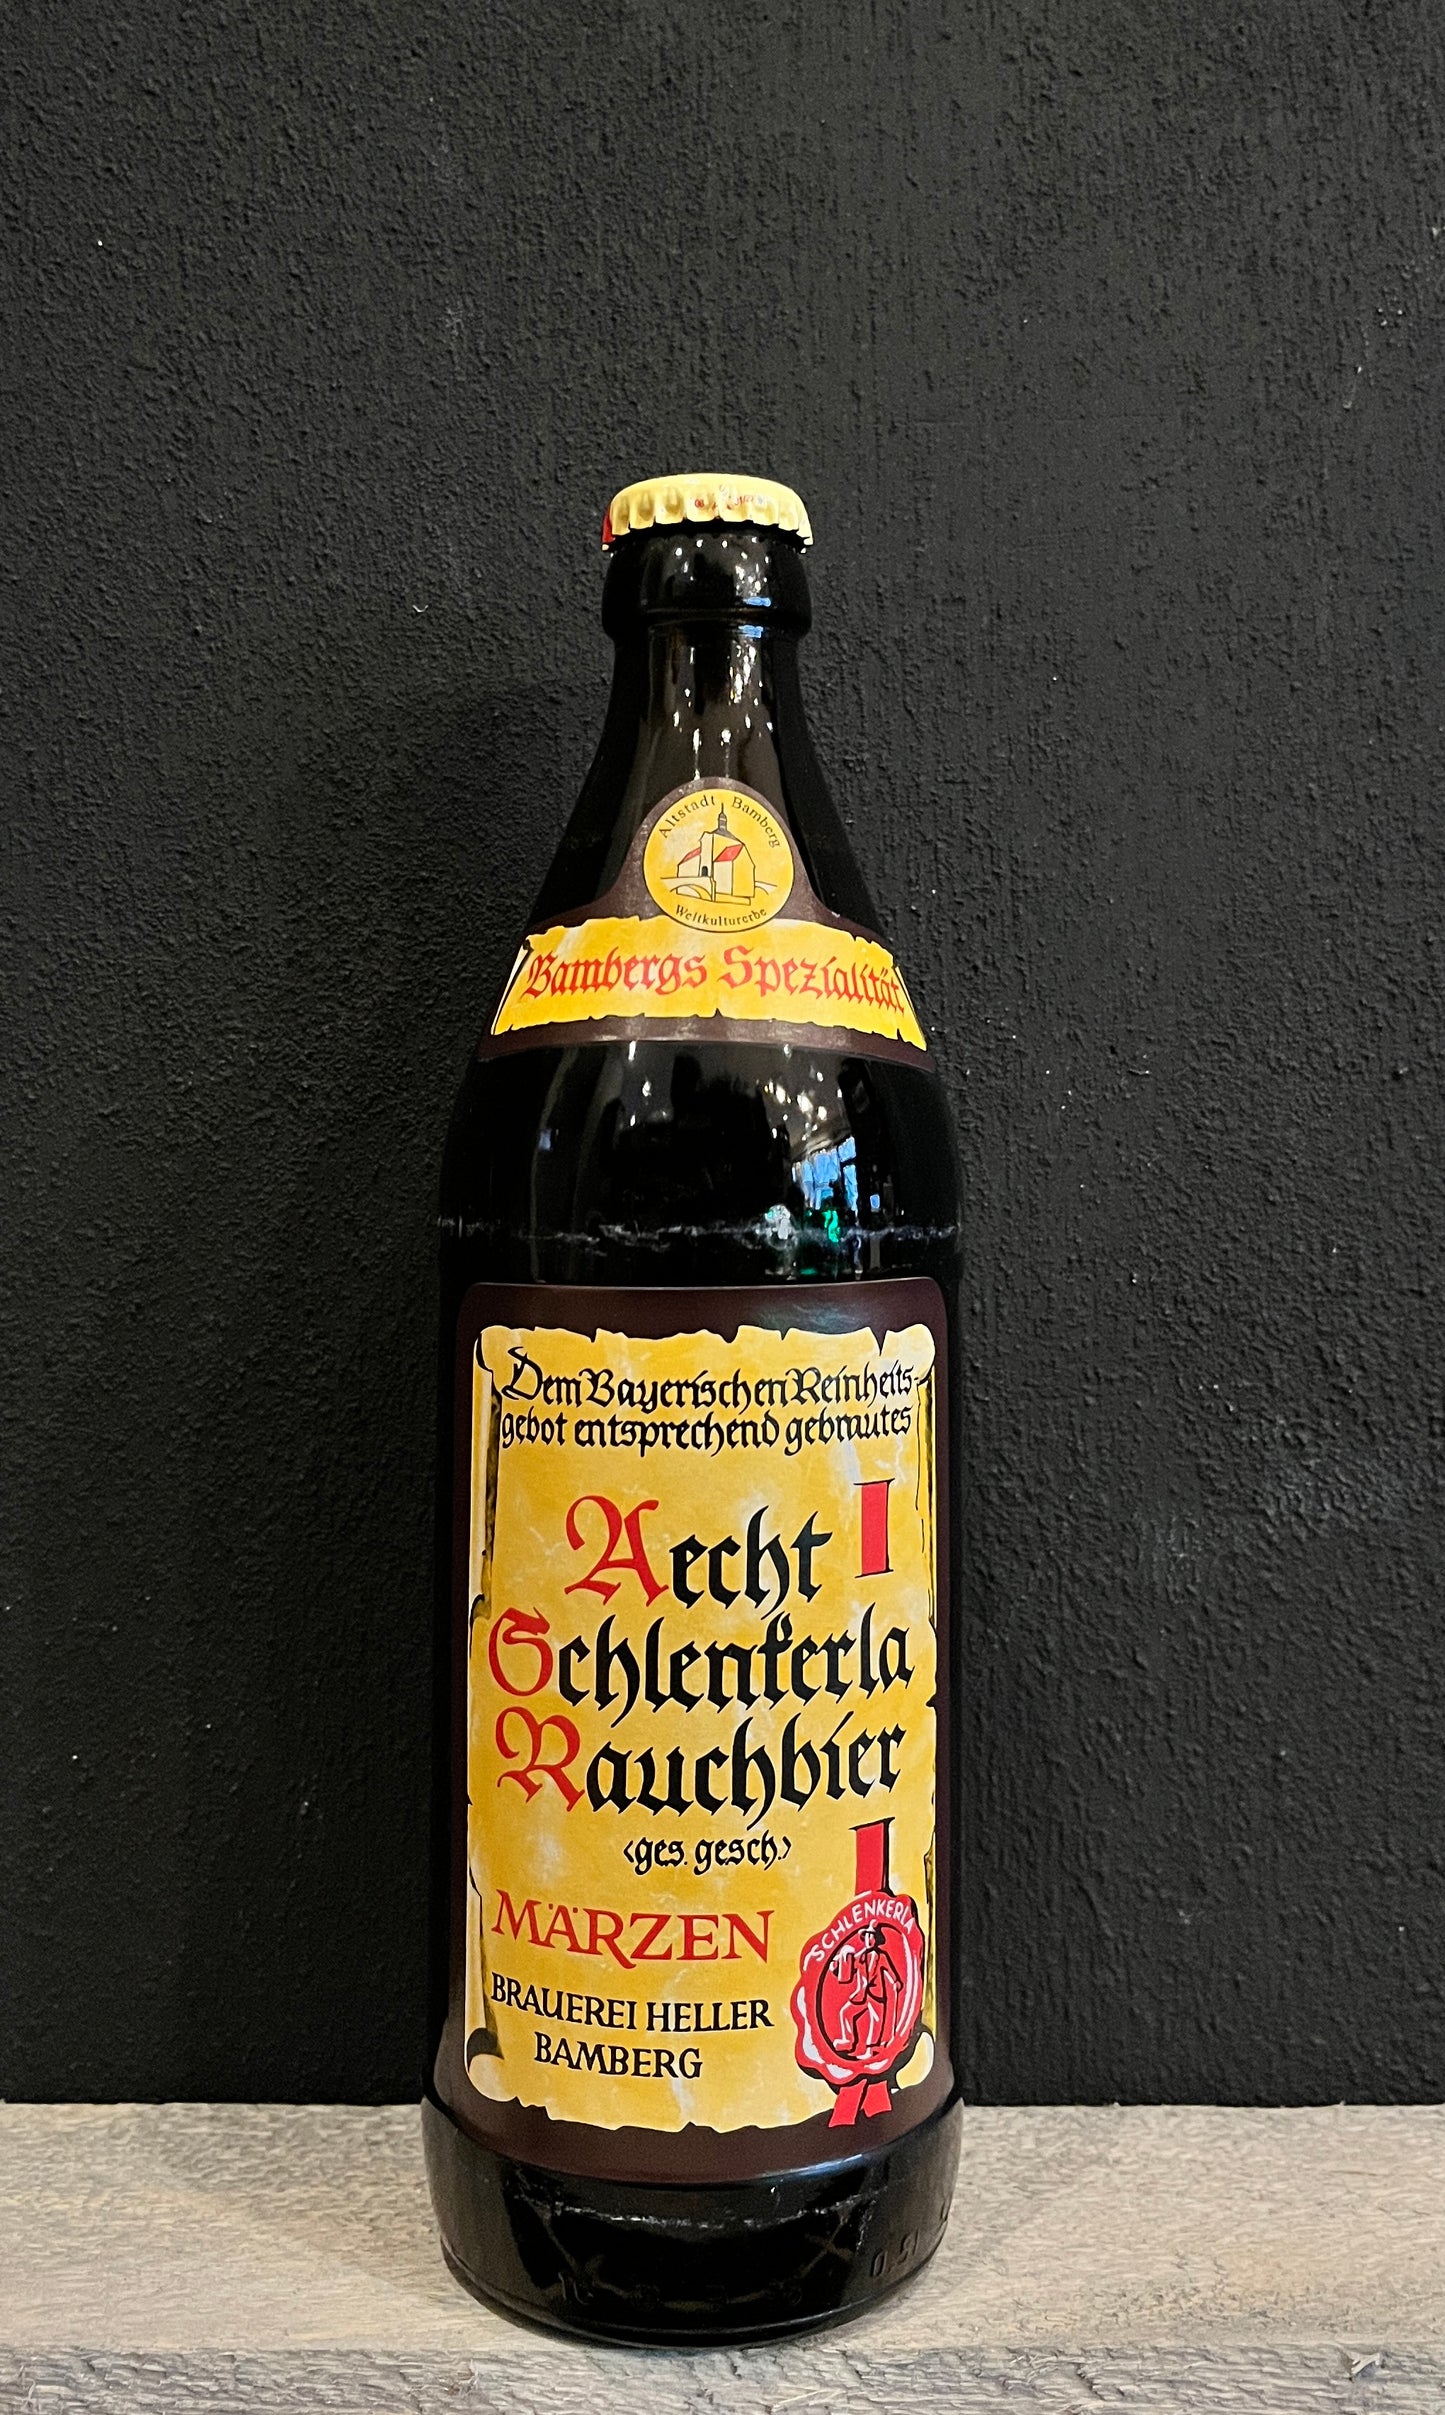 Altstadt Bamberg
Weltkulturerbe
Bambergs Spezialität
Dem Bayerischen Reinheits-
gebot entsprechend gebrautes
Aecht
Schlenkerla
Rauchbier
<ges. gesch.>
MÄRZEN
SCHLENKERLA
BRAUEREI HELLER
BAMBERG